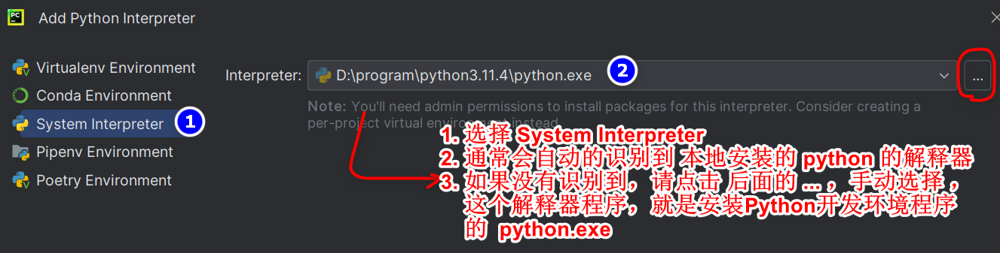 PC
Add Python Interpreter
Virtualenv Environment
Conda Environment
System Interpreter 1
Pipenv Environment
Poetry Environment
Interpreter: D:\program\python3.11.4\python.exe 2 ...
Note: You'll need admin permissions to install packages for this interpreter. Consider creating a
per-project virtual environment instead
1. 选择 System Interpreter
2. 通常会自动的识别到 本地安装的 python 的解释器
3. 如果没有识别到，请点击 后面的 ... ，手动选择，
这个解释器程序，就是安装Python开发环境程序
的 python.exe